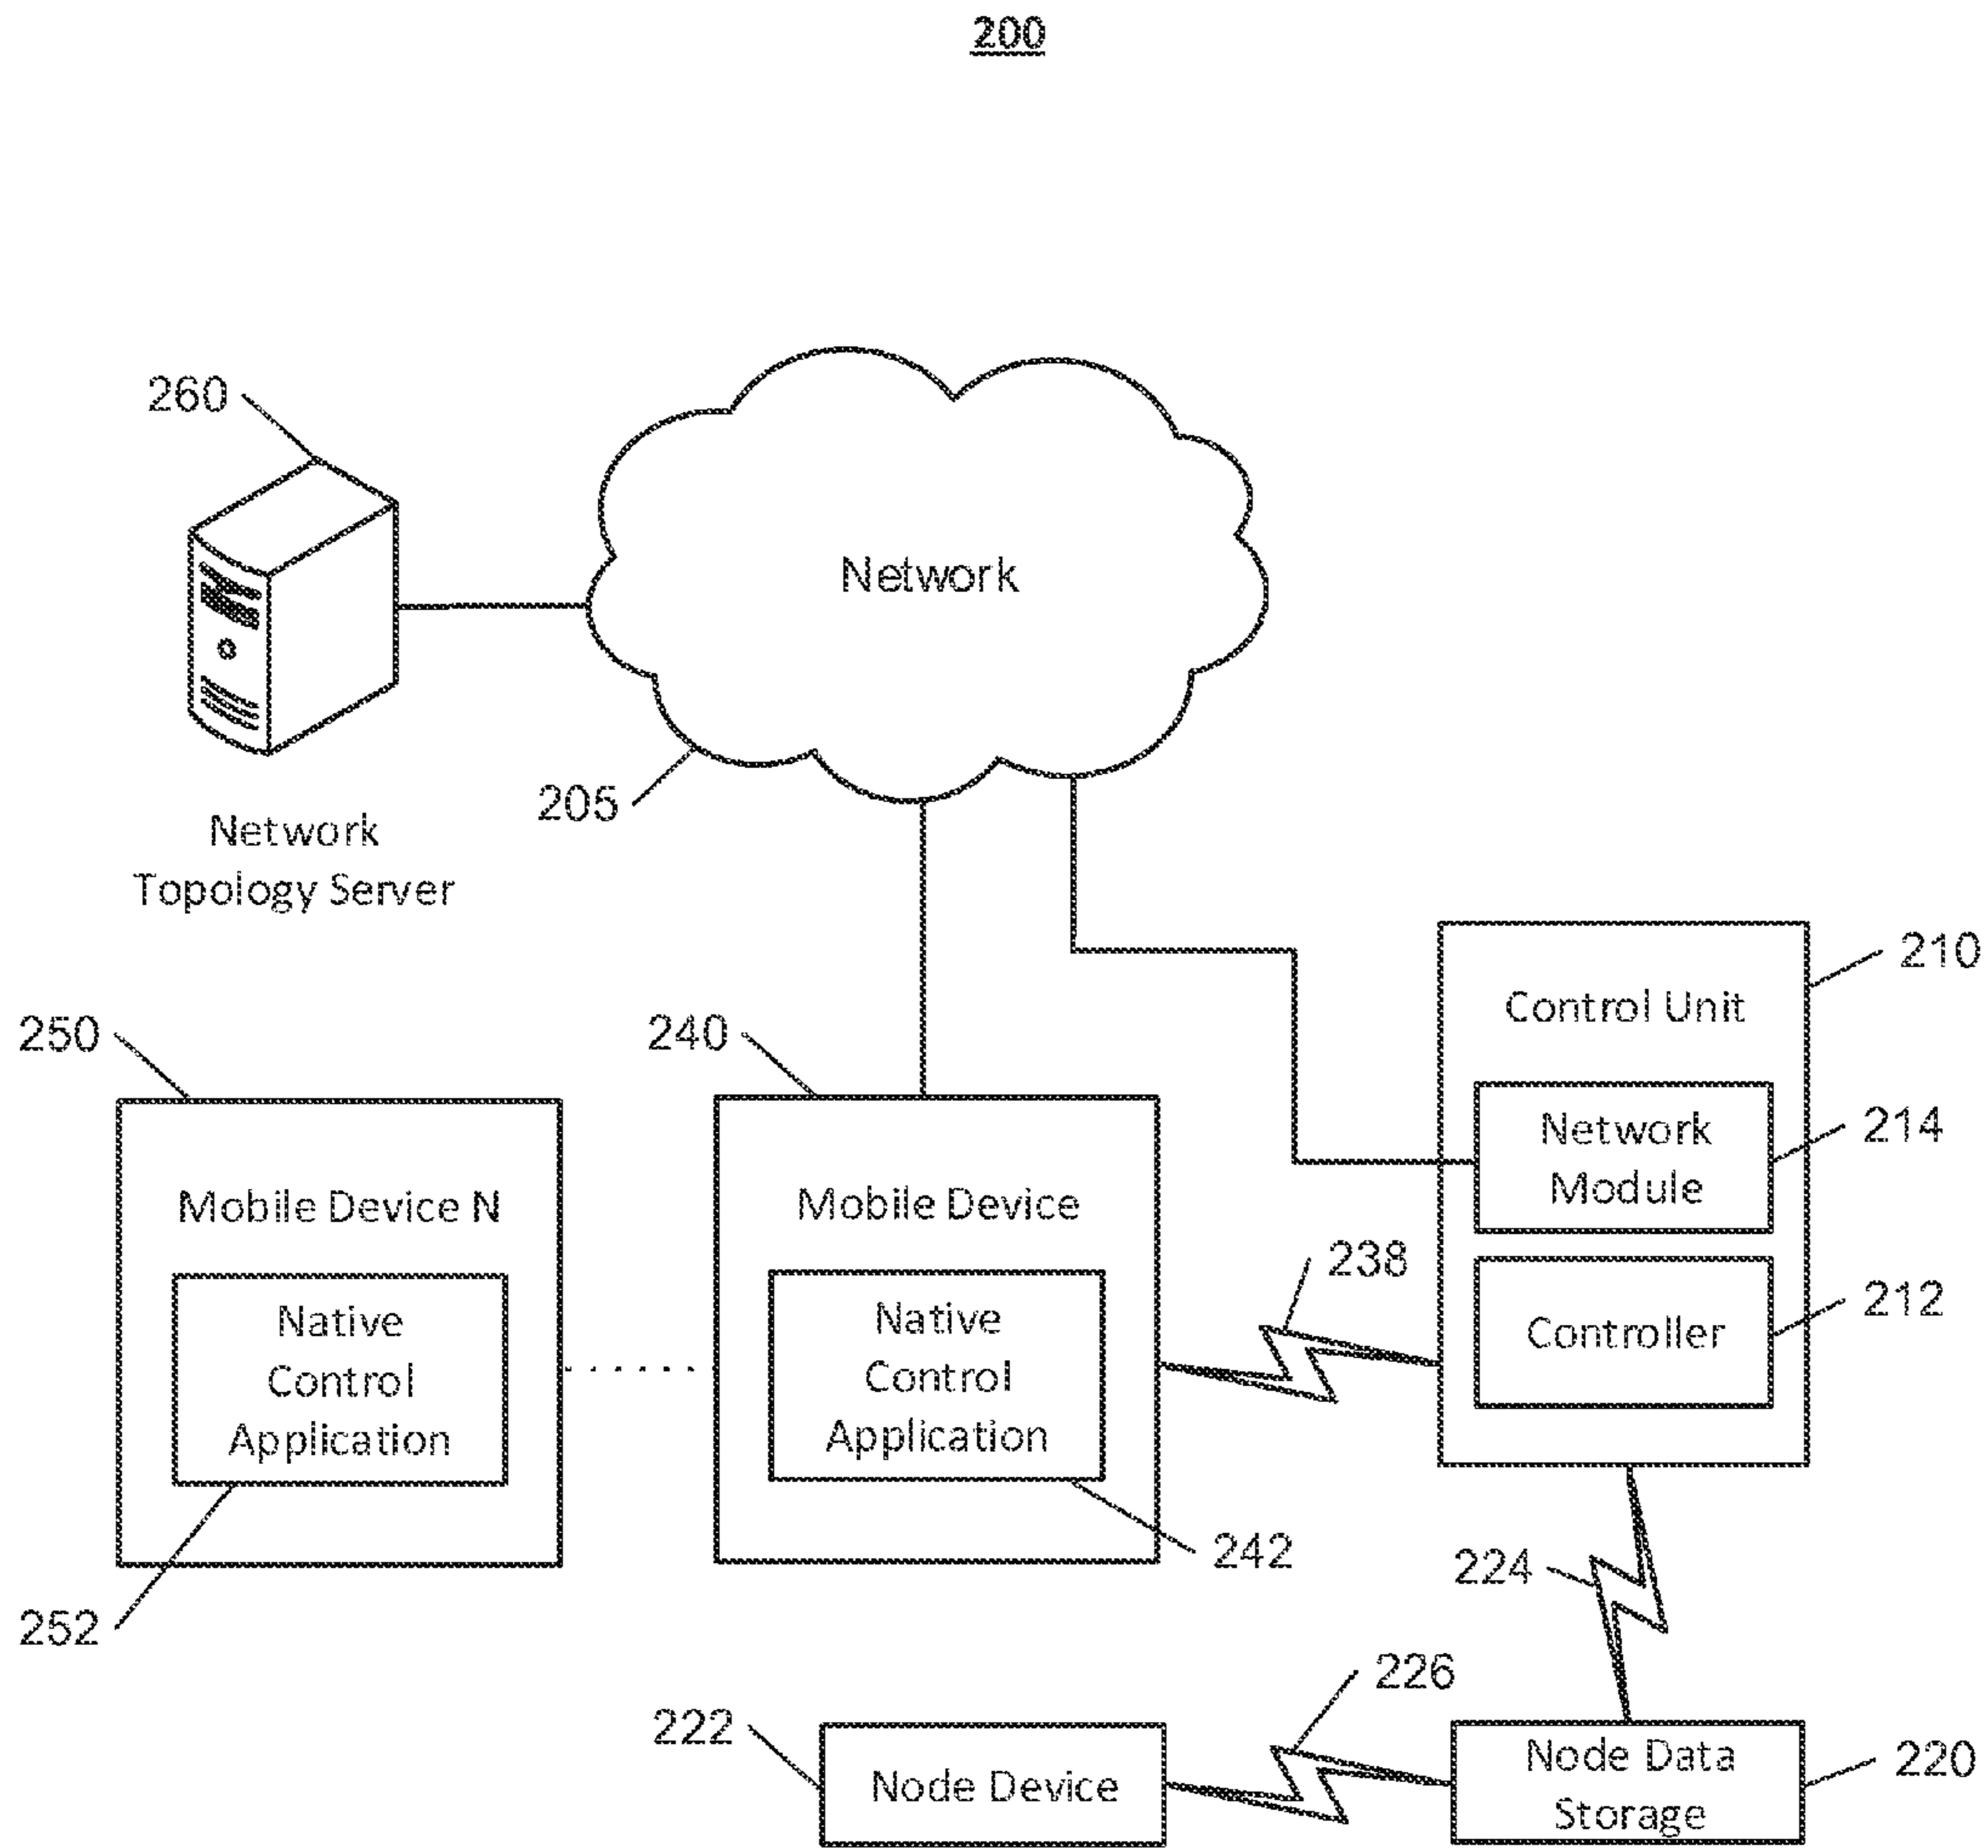 200
260
Network
205
Network
Topology Server
210
Control Unit
250
240
214
Network
Module
Mobile Device N
Mobile Device
238
212
Controller
Native
Control
Application
Native
Control
Application
242
252
224
226
222
Node Device
Node Data
Storage
220